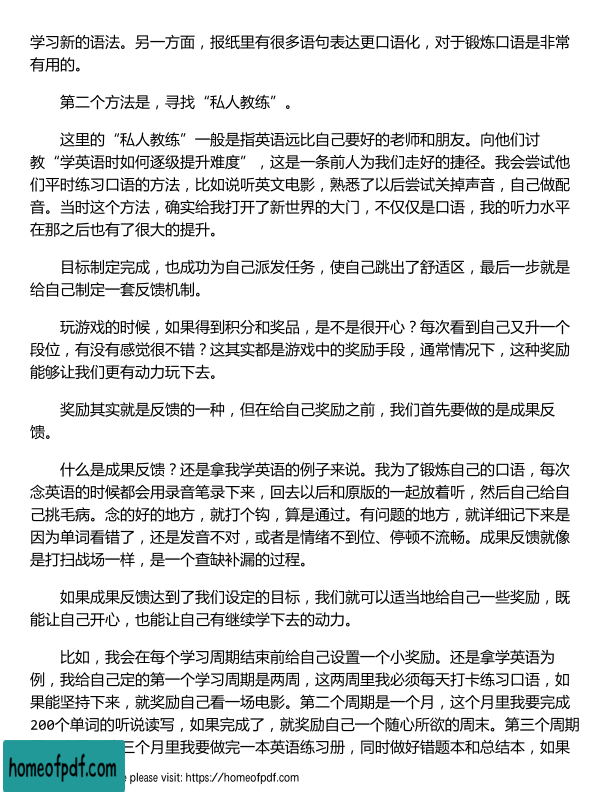 学习新的语法。另一方面，报纸里有很多语句表达更口语化，对于锻炼口语是非常
有用的。
第二个方法是，寻找“私人教练”。
这里的“私人教练”一般是指英语远比自己要好的老师和朋友。向他们讨
教“学英语时如何逐级提升难度”，这是一条前人为我们走好的捷径。我会尝试他
们平时练习口语的方法，比如说听英文电影，熟悉了以后尝试关掉声音，自己做配
音。当时这个方法，确实给我打开了新世界的大门，不仅仅是口语，我的听力水平
在那之后也有了很大的提升。
目标制定完成，也成功为自己派发任务，使自己跳出了舒适区，最后一步就是
给自己制定一套反馈机制。
玩游戏的时候，如果得到积分和奖品，是不是很开心？每次看到自己又升一个
段位，有没有感觉很不错？这其实都是游戏中的奖励手段，通常情况下，这种奖励
能够让我们更有动力玩下去。
奖励其实就是反馈的一种，但在给自己奖励之前，我们首先要做的是成果反
馈。
什么是成果反馈？还是拿我学英语的例子来说。我为了锻炼自己的口语，每次
念英语的时候都会用录音笔录下来，回去以后和原版的一起放着听，然后自己给自
己挑毛病。念的好的地方，就打个钩，算是通过。有问题的地方，就详细记下来是
因为单词看错了，还是发音不对，或者是情绪不到位、停顿不流畅。成果反馈就像
是打扫战场一样，是一个查缺补漏的过程。
如果成果反馈达到了我们设定的目标，我们就可以适当地给自己一些奖励，既
能让自己开心，也能让自己有继续学下去的动力。
比如，我会在每个学习周期结束前给自己设置一个小奖励。还是拿学英语为
例，我给自己定的第一个学习周期是两周，这两周里我必须每天打卡练习口语，如
果能坚持下来，就奖励自己看一场电影。第二个周期是一个月，这个月里我要完成
200个单词的听说读写，如果完成了，就奖励自己一个随心所欲的周末。第三个周期
三个月里我要做完一本英语练习册，同时做好错题本和总结本，如果
homeofpdf.com
please visit: https://homeofpdf.com